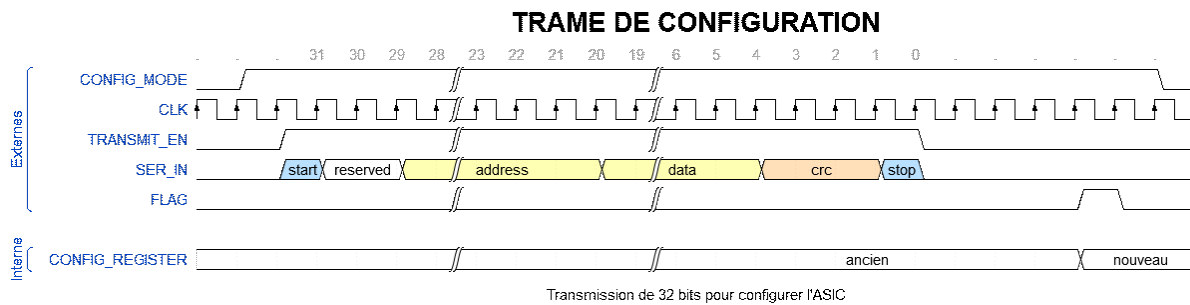 TRAME DE CONFIGURATION
31 30 29 28 23 22 21 20 19 6 5 4 3 2 1 0
Externes
CONFIG_MODE
CLK
TRANSMIT_EN
SER_IN start reserved address data crc stop
FLAG
Interne
CONFIG_REGISTER ancien nouveau
Transmission de 32 bits pour configurer l'ASIC